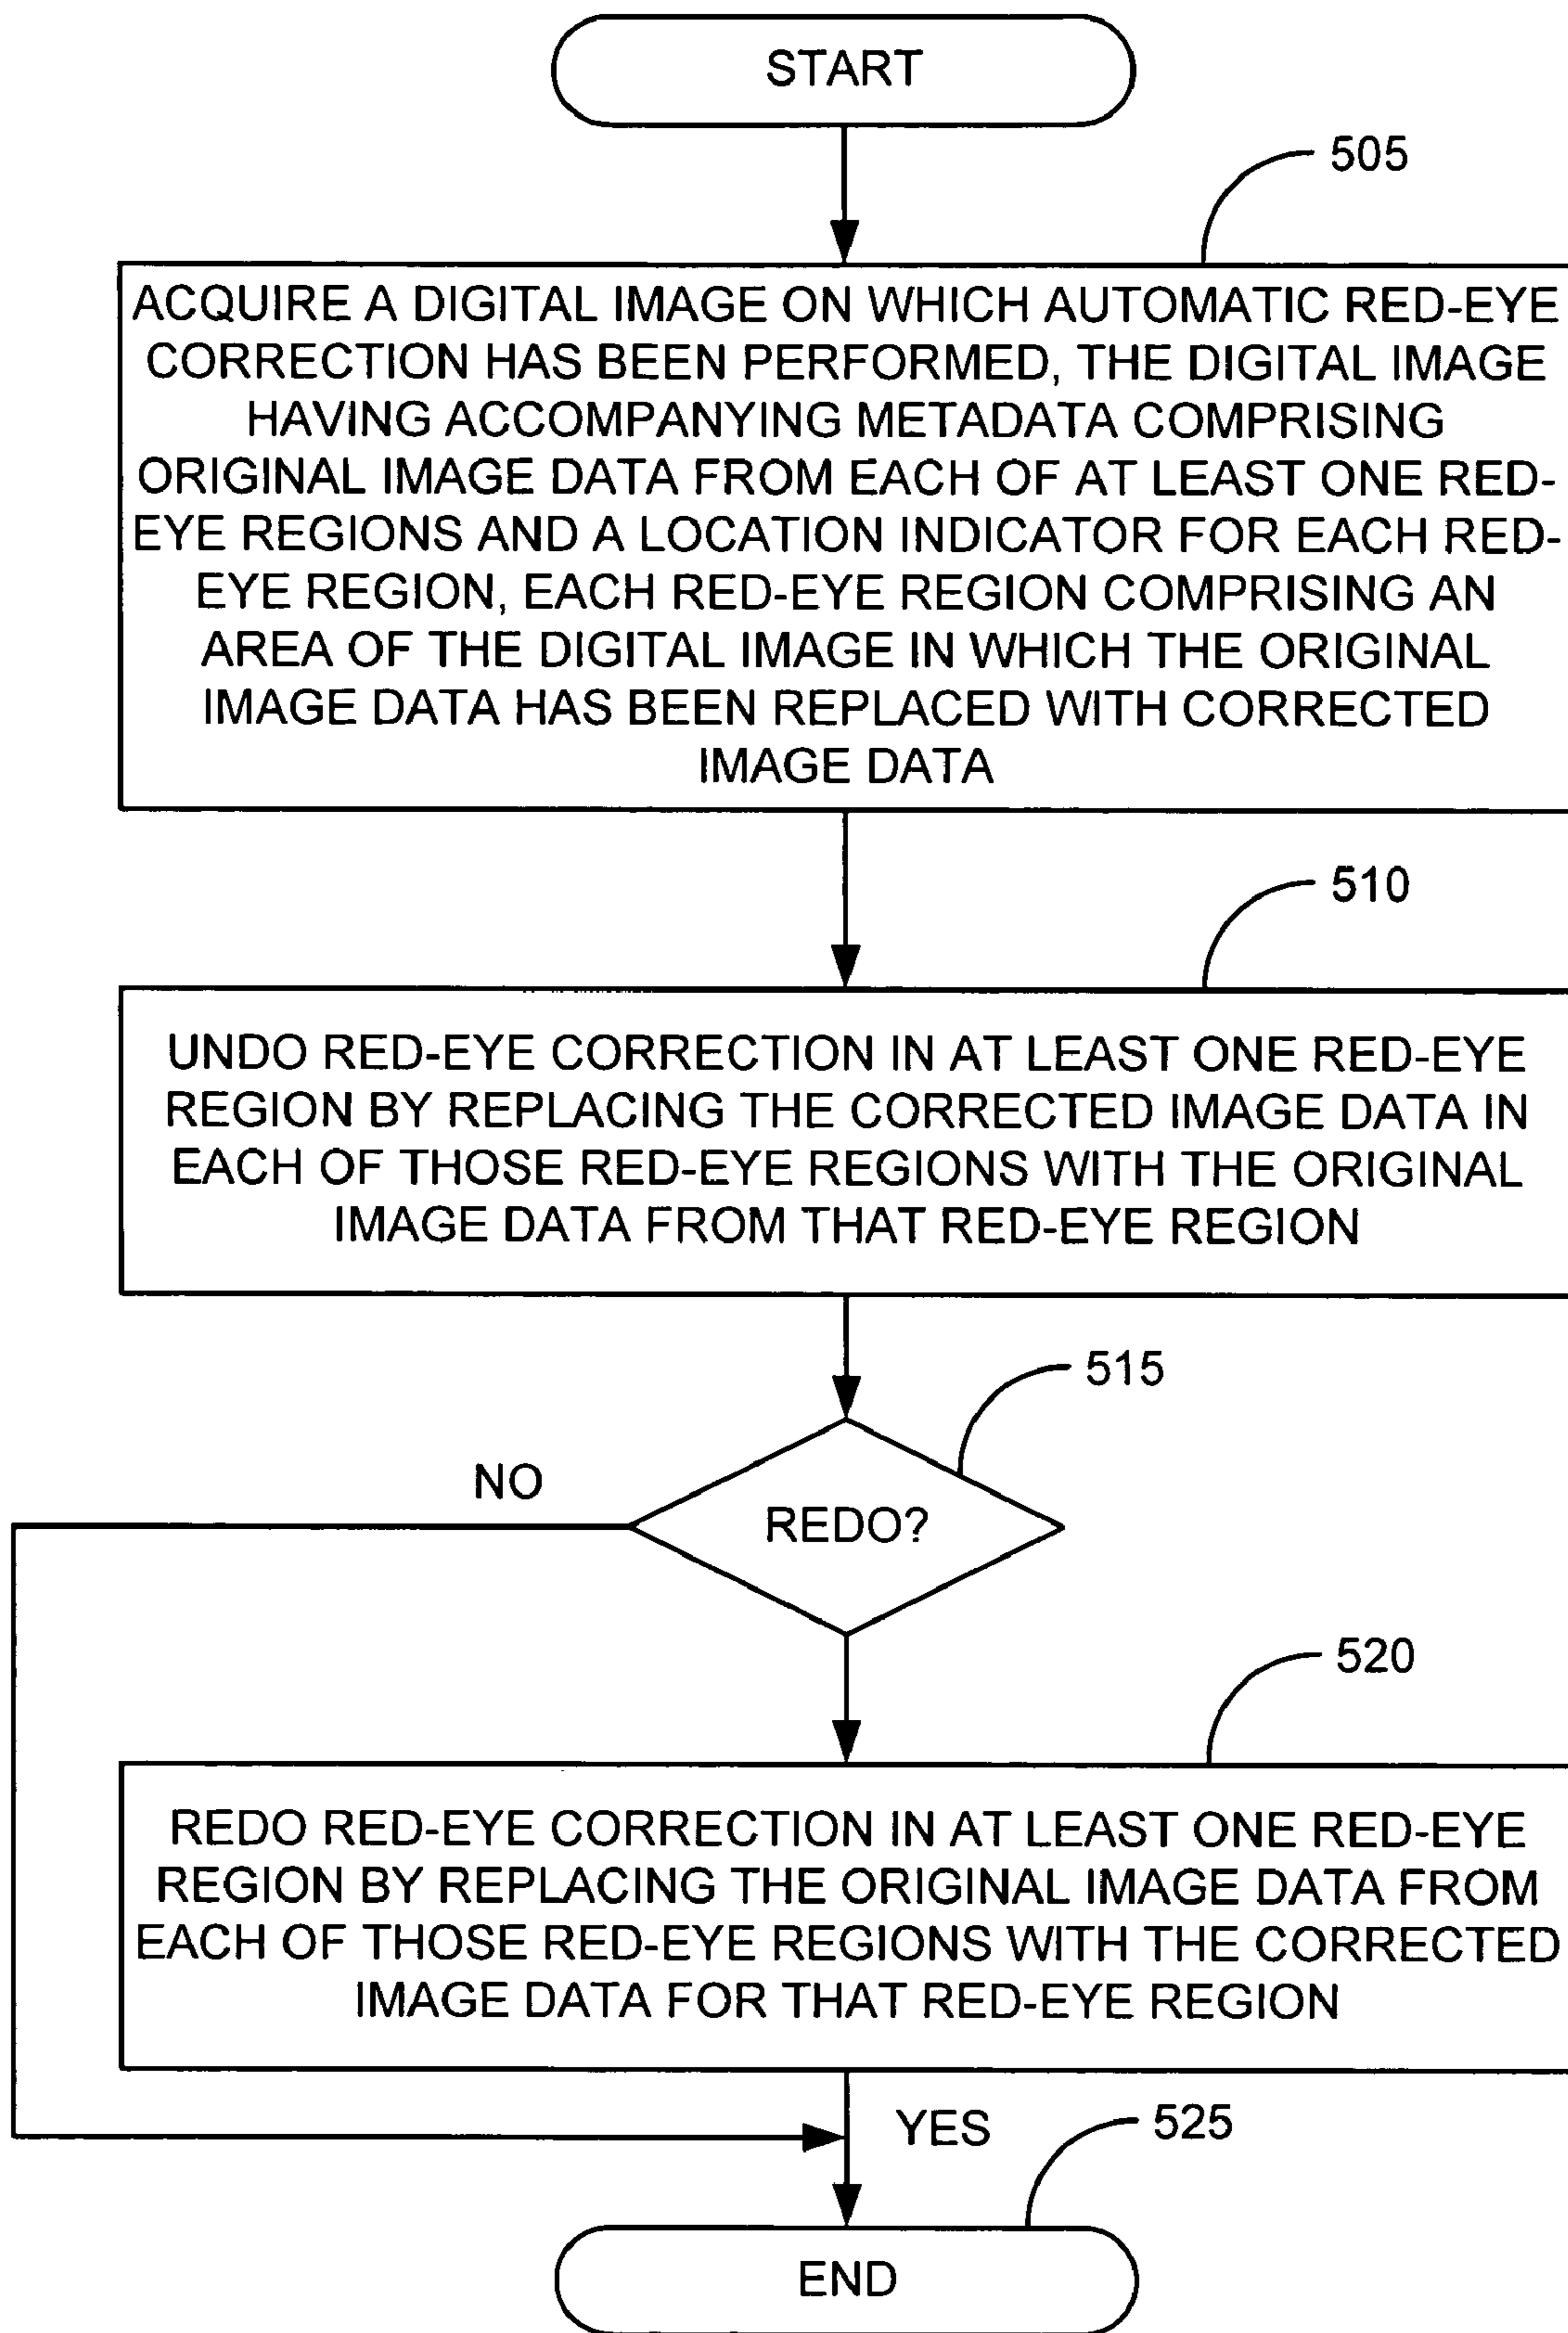 START
505
ACQUIRE A DIGITAL IMAGE ON WHICH AUTOMATIC RED-EYE
CORRECTION HAS BEEN PERFORMED, THE DIGITAL IMAGE
HAVING ACCOMPANYING METADATA COMPRISING
ORIGINAL IMAGE DATA FROM EACH OF AT LEAST ONE RED-
EYE REGIONS AND A LOCATION INDICATOR FOR EACH RED-
EYE REGION, EACH RED-EYE REGION COMPRISING AN
AREA OF THE DIGITAL IMAGE IN WHICH THE ORIGINAL
IMAGE DATA HAS BEEN REPLACED WITH CORRECTED
IMAGE DATA
510
UNDO RED-EYE CORRECTION IN AT LEAST ONE RED-EYE
REGION BY REPLACING THE CORRECTED IMAGE DATA IN
EACH OF THOSE RED-EYE REGIONS WITH THE ORIGINAL
IMAGE DATA FROM THAT RED-EYE REGION
515
NO
REDO?
520
REDO RED-EYE CORRECTION IN AT LEAST ONE RED-EYE
REGION BY REPLACING THE ORIGINAL IMAGE DATA FROM
EACH OF THOSE RED-EYE REGIONS WITH THE CORRECTED
IMAGE DATA FOR THAT RED-EYE REGION
YES
525
END